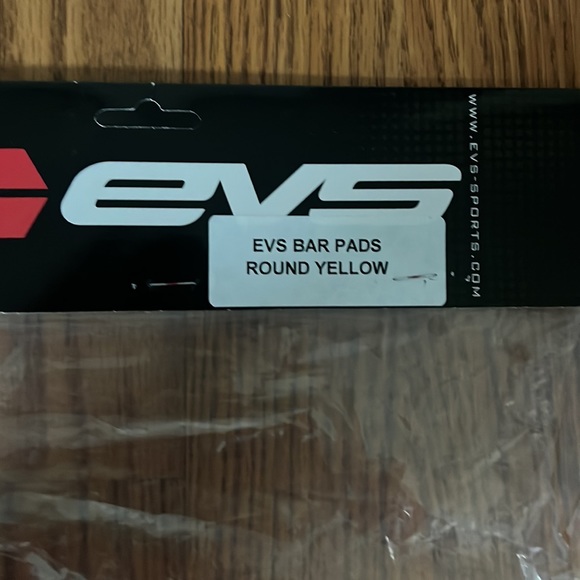 evs
EVS BAR PADS
ROUND YELLOW
WWW.EVS-SPORTS.COM